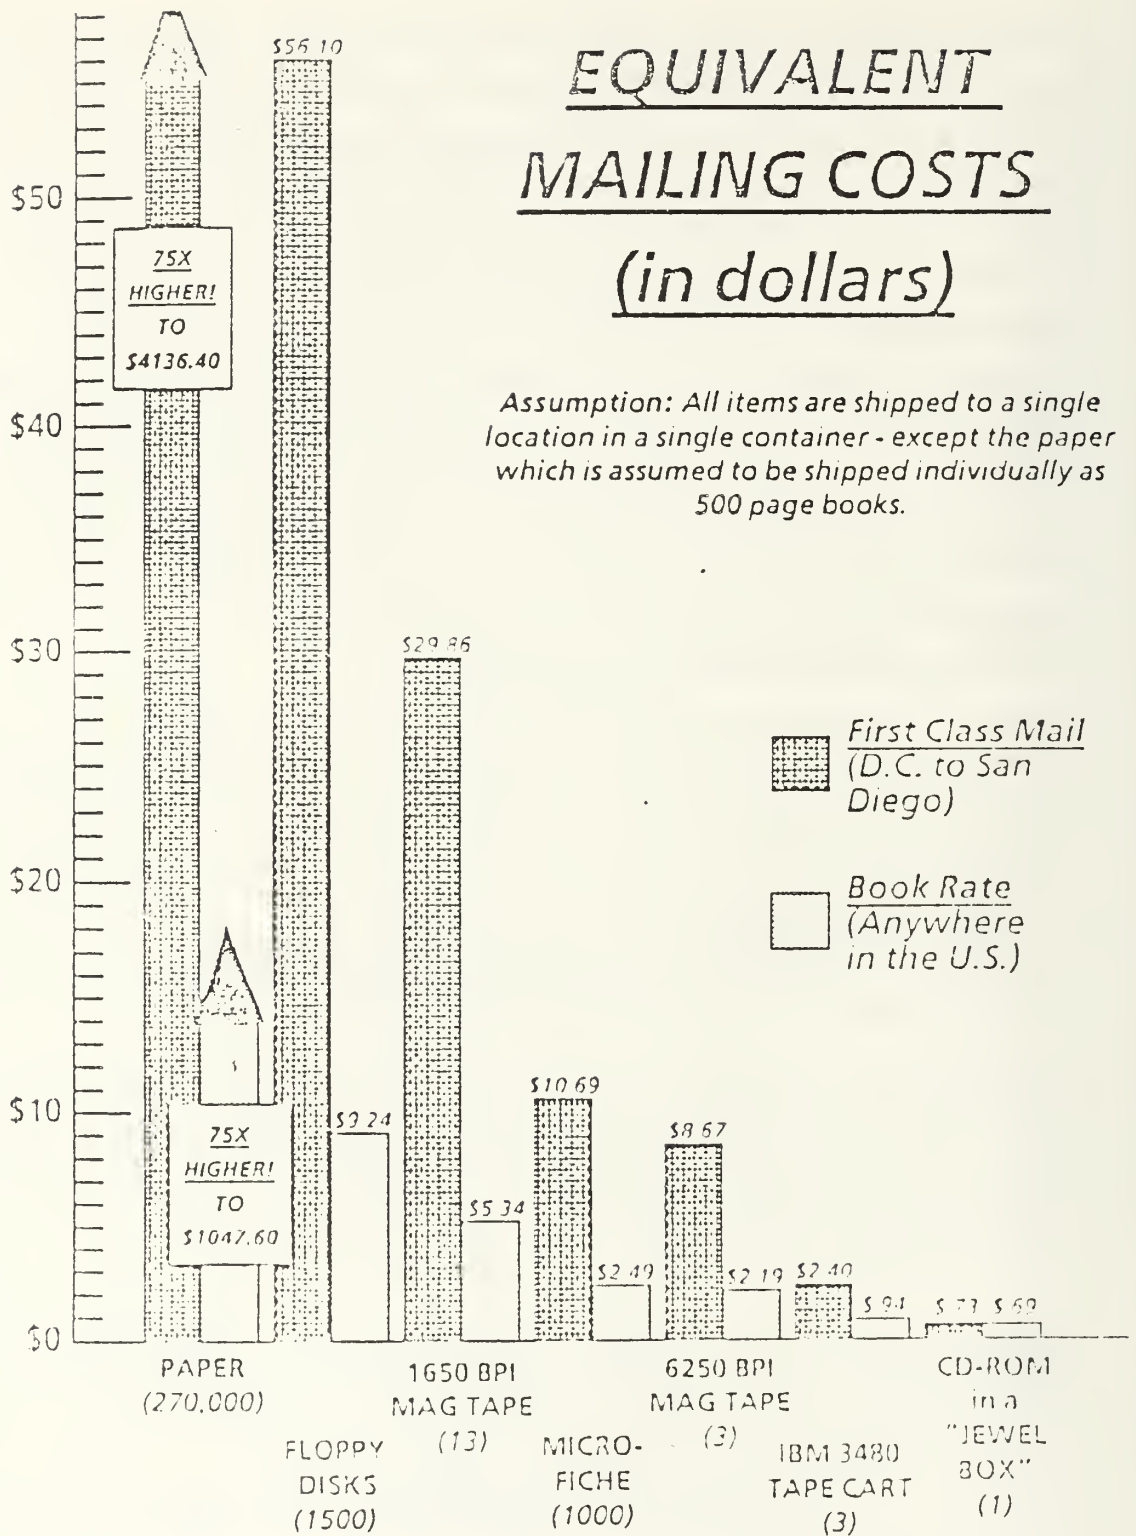 EQUIVALENT
MAILING COSTS
(in dollars)
Assumption: All items are shipped to a single
location in a single container - except the paper
which is assumed to be shipped individually as
500 page books.
$50
$40
$30
$20
$10
$0
75X
HIGHER!
TO
$4136.40
75X
HIGHER!
TO
$1047.60
$56.10
$9.24
$29.86
$5.34
$10.69
$2.49
$8.67
$2.19
$2.40
$.94
$.73
$.69
First Class Mail
(D.C. to San
Diego)
Book Rate
(Anywhere
in the U.S.)
PAPER
(270,000)
FLOPPY
DISKS
(1500)
1650 BPI
MAG TAPE
(13)
MICRO-
FICHE
(1000)
6250 BPI
MAG TAPE
(3)
IBM 3480
TAPE CART
(3)
CD-ROM
in a
"JEWEL
BOX"
(1)